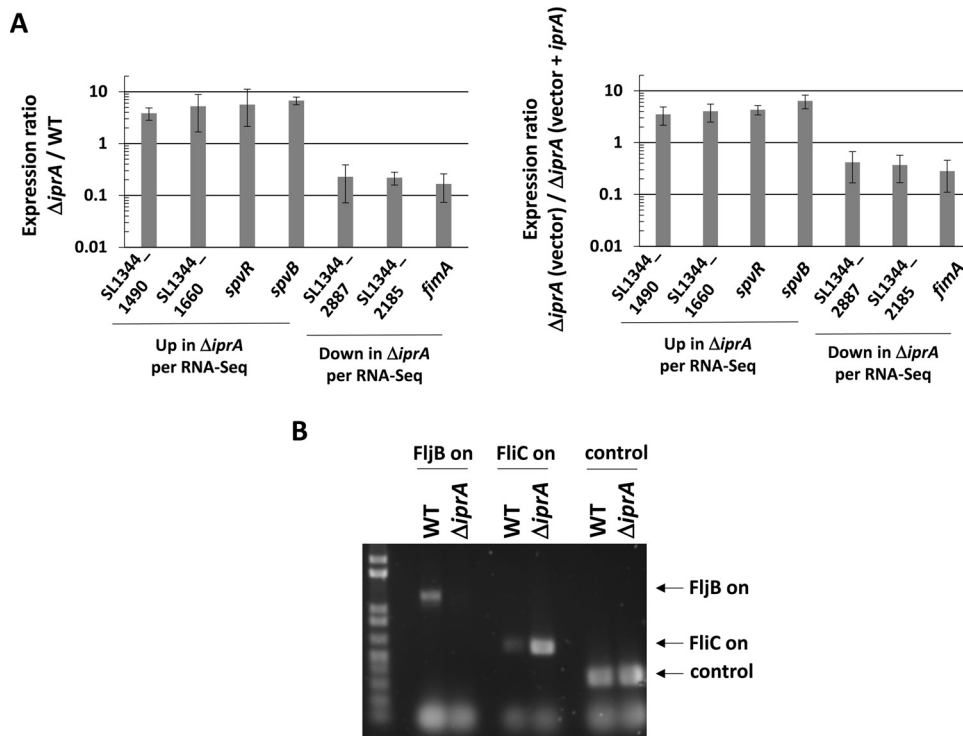 A
Expression ratio
ΔiprA / WT
10
1
0.1
0.01
SL1344_
1490
SL1344_
1660
spvR
spvB
SL1344_
2887
SL1344_
2185
fimA
Up in ΔiprA
per RNA-Seq
Down in ΔiprA
per RNA-Seq
Expression ratio
ΔiprA (vector) / ΔiprA (vector + iprA)
10
1
0.1
0.01
SL1344_
1490
SL1344_
1660
spvR
spvB
SL1344_
2887
SL1344_
2185
fimA
Up in ΔiprA
per RNA-Seq
Down in ΔiprA
per RNA-Seq
B
FljB on
FliC on
control
WT
ΔiprA
WT
ΔiprA
WT
ΔiprA
FljB on
FliC on
control